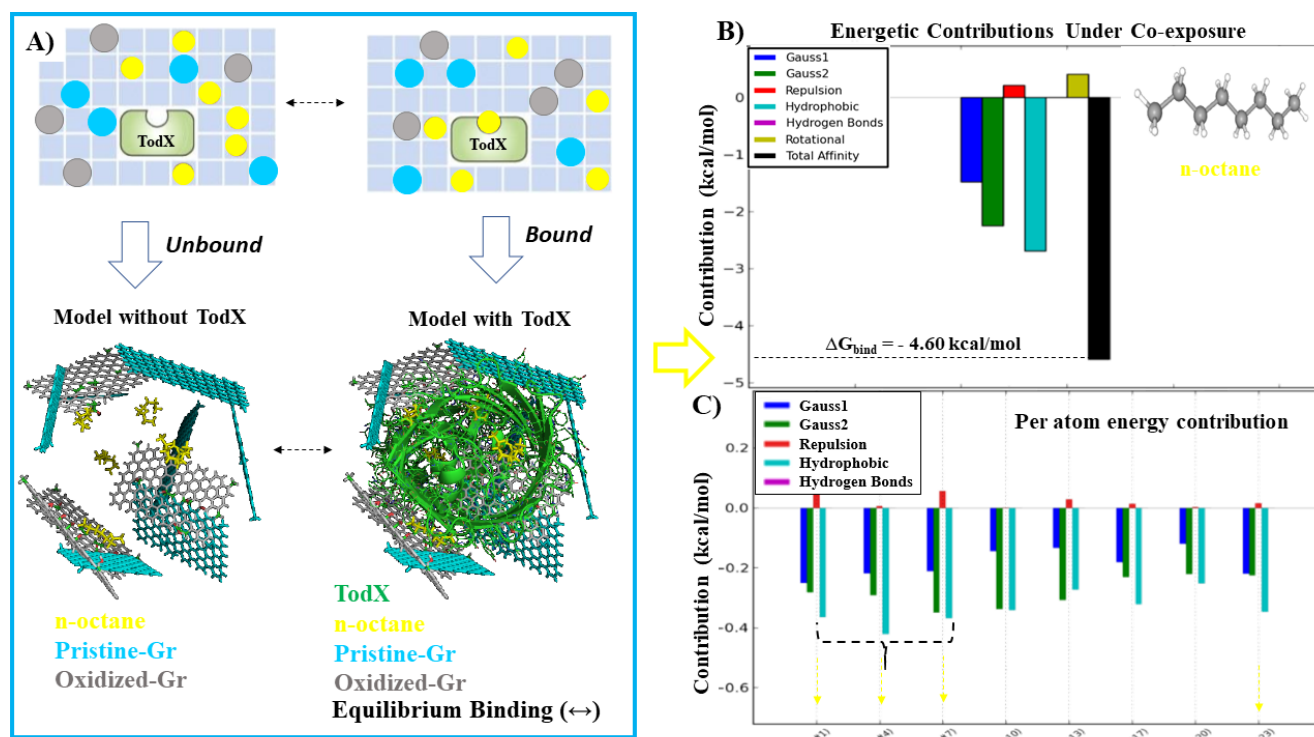 A)
TodX
TodX
Unbound
Bound
Model without TodX
Model with TodX
n-octane
Pristine-Gr
Oxidized-Gr
TodX
n-octane
Pristine-Gr
Oxidized-Gr
Equilibrium Binding (↔)
B)
Energetic Contributions Under Co-exposure
Gauss1
Gauss2
Repulsion
Hydrophobic
Hydrogen Bonds
Rotational
Total Affinity
n-octane
Contribution (kcal/mol)
0
−1
−2
−3
−4
−5
ΔGbind = - 4.60 kcal/mol
C)
Per atom energy contribution
Gauss1
Gauss2
Repulsion
Hydrophobic
Hydrogen Bonds
Contribution (kcal/mol)
0.2
0.0
-0.2
-0.4
-0.6